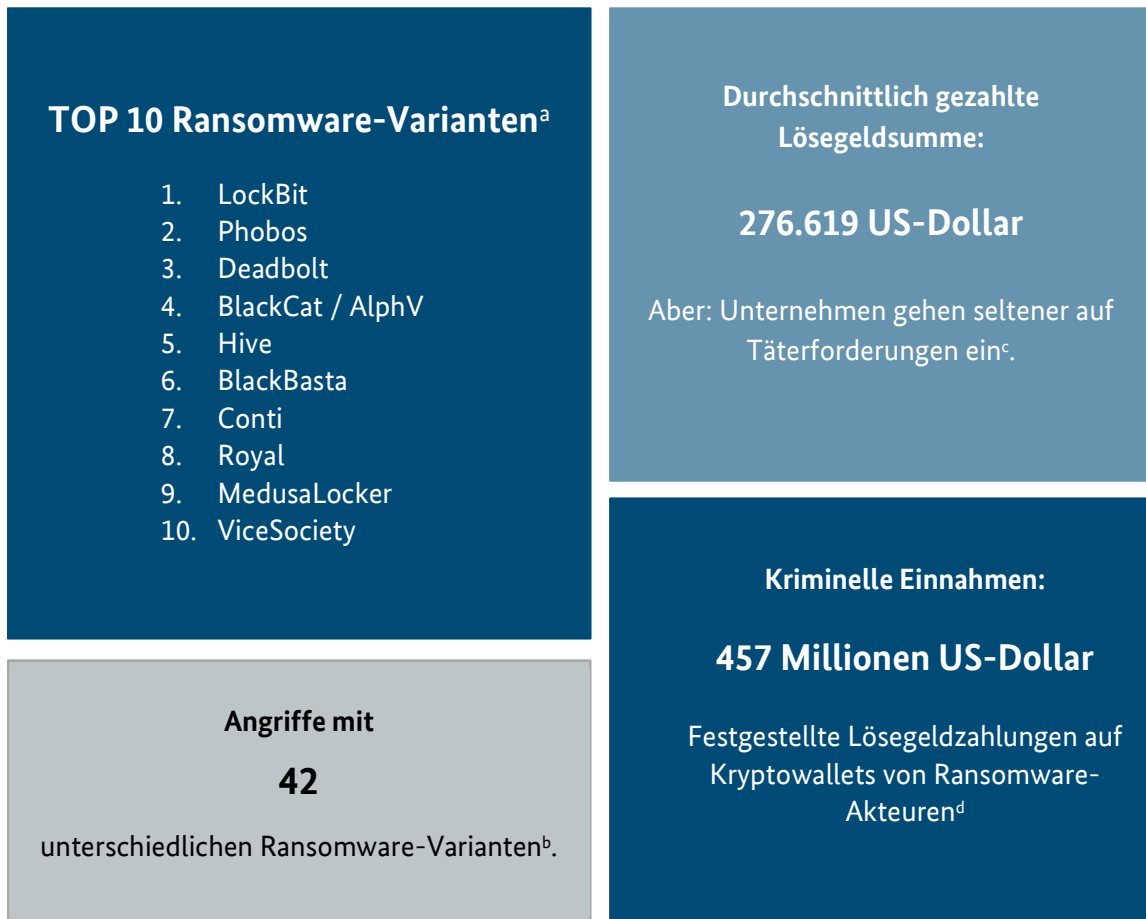 TOP 10 Ransomware-Variantenᵃ
1. LockBit
2. Phobos
3. Deadbolt
4. BlackCat / AlphV
5. Hive
6. BlackBasta
7. Conti
8. Royal
9. MedusaLocker
10. ViceSociety
Angriffe mit
42
unterschiedlichen Ransomware-Variantenᵇ.
Durchschnittlich gezahlte
Lösegeldsumme:
276.619 US-Dollar
Aber: Unternehmen gehen seltener auf
Täterforderungen einᶜ.
Kriminelle Einnahmen:
457 Millionen US-Dollar
Festgestellte Lösegeldzahlungen auf
Kryptowallets von Ransomware-
Akteurenᵈ